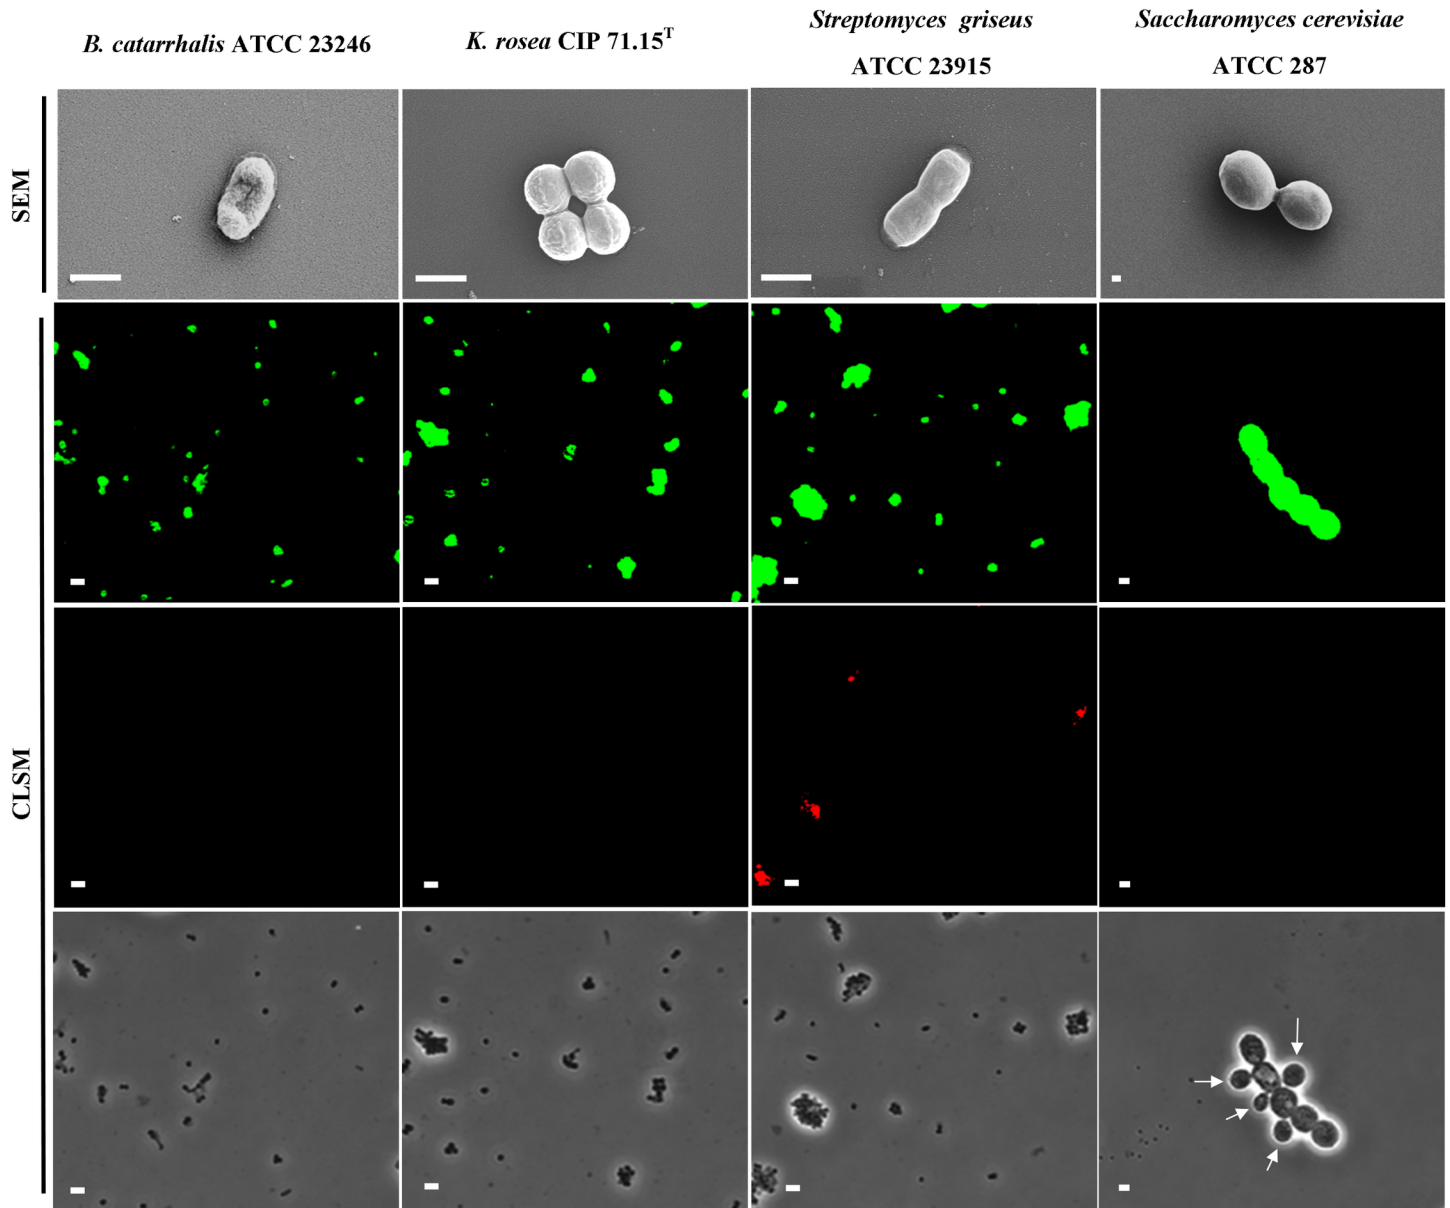 B. catarrhalis ATCC 23246
K. rosea CIP 71.15ᵀ
Streptomyces griseus
ATCC 23915
Saccharomyces cerevisiae
ATCC 287
SEM
CLSM